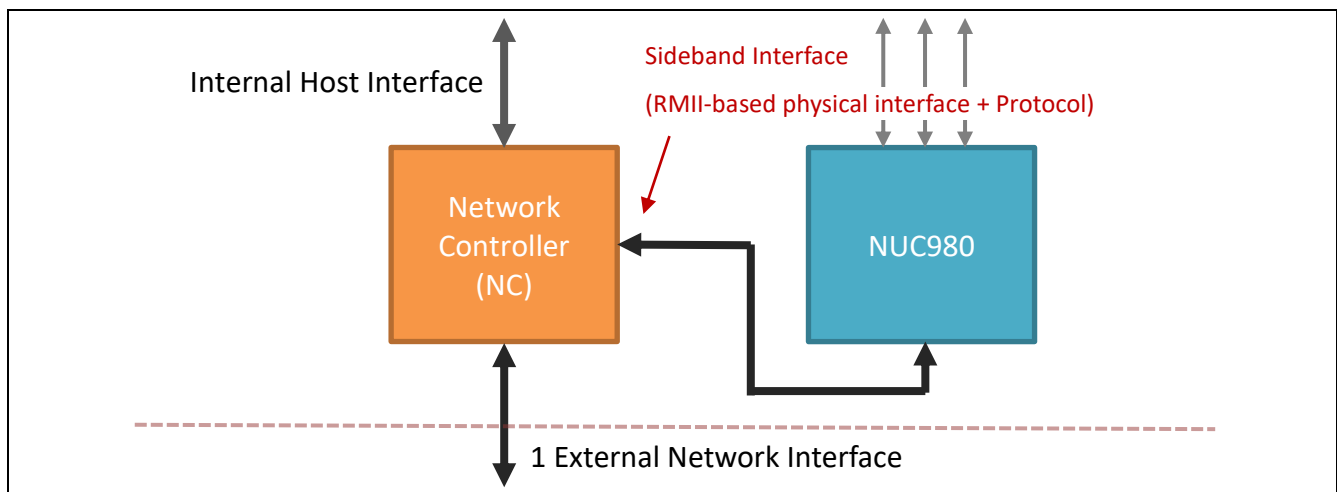 Internal Host Interface
Sideband Interface
(RMII-based physical interface + Protocol)
Network
Controller
(NC)
NUC980
1 External Network Interface